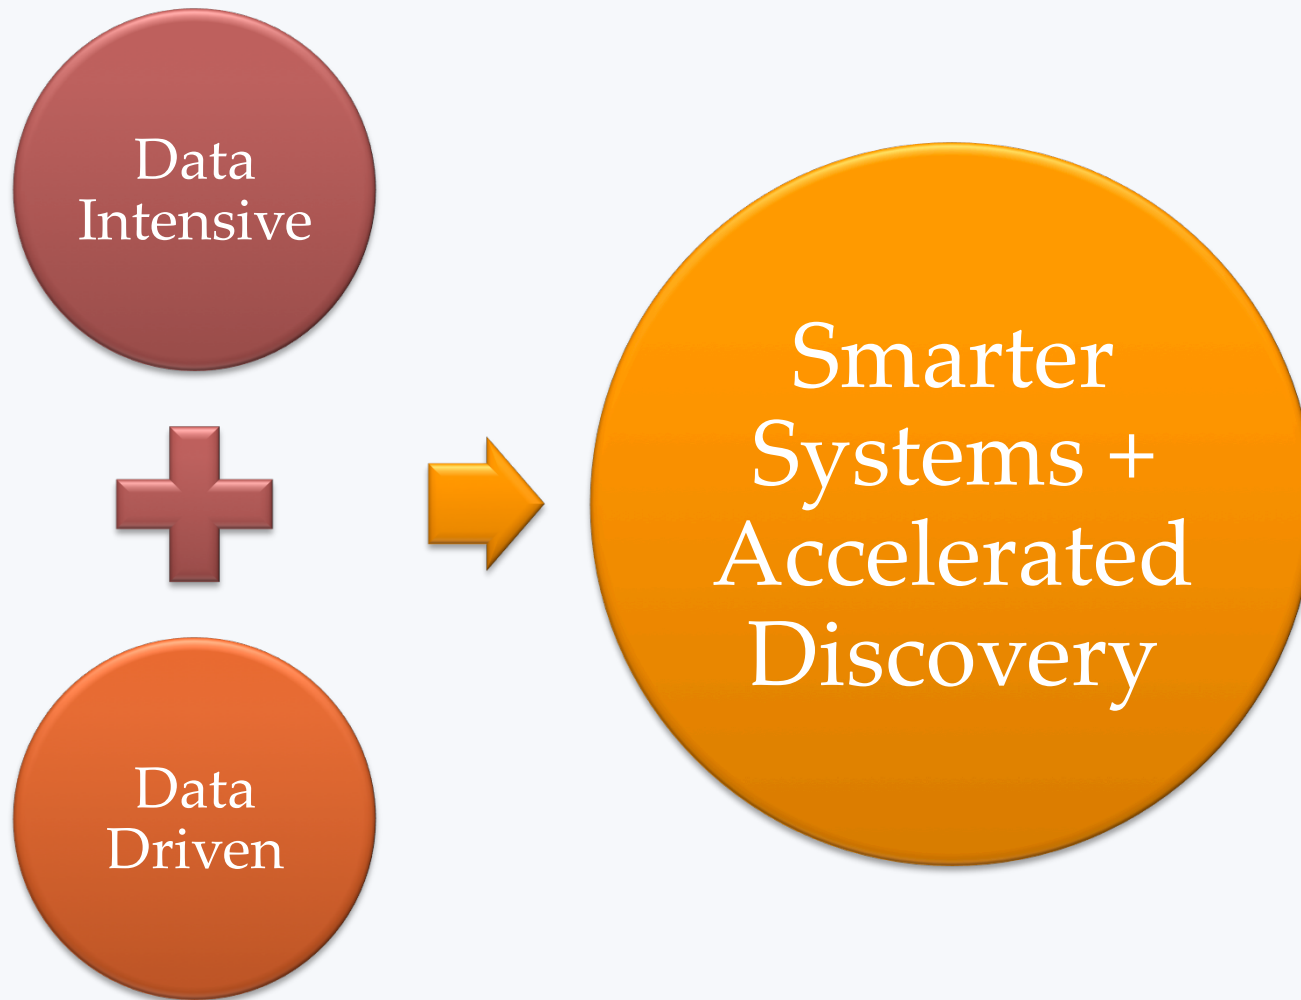 Data
Intensive
Data
Driven
Smarter
Systems +
Accelerated
Discovery